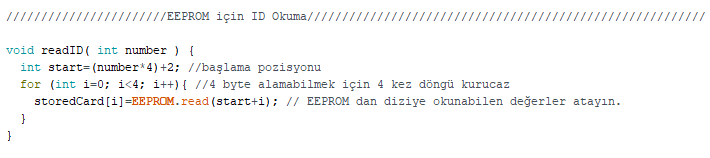 ///////////////////////EEPROM için ID Okuma/////////////////////////////////////////////////////////
void readID( int number ) {
int start=(number*4)+2; //başlama pozisyonu
for (int i=0; i<4; i++){ //4 byte alamabilmek için 4 kez döngü kurucaz
storedCard[i]=EEPROM.read(start+i); // EEPROM dan diziye okunabilen değerler atayın.
}
}